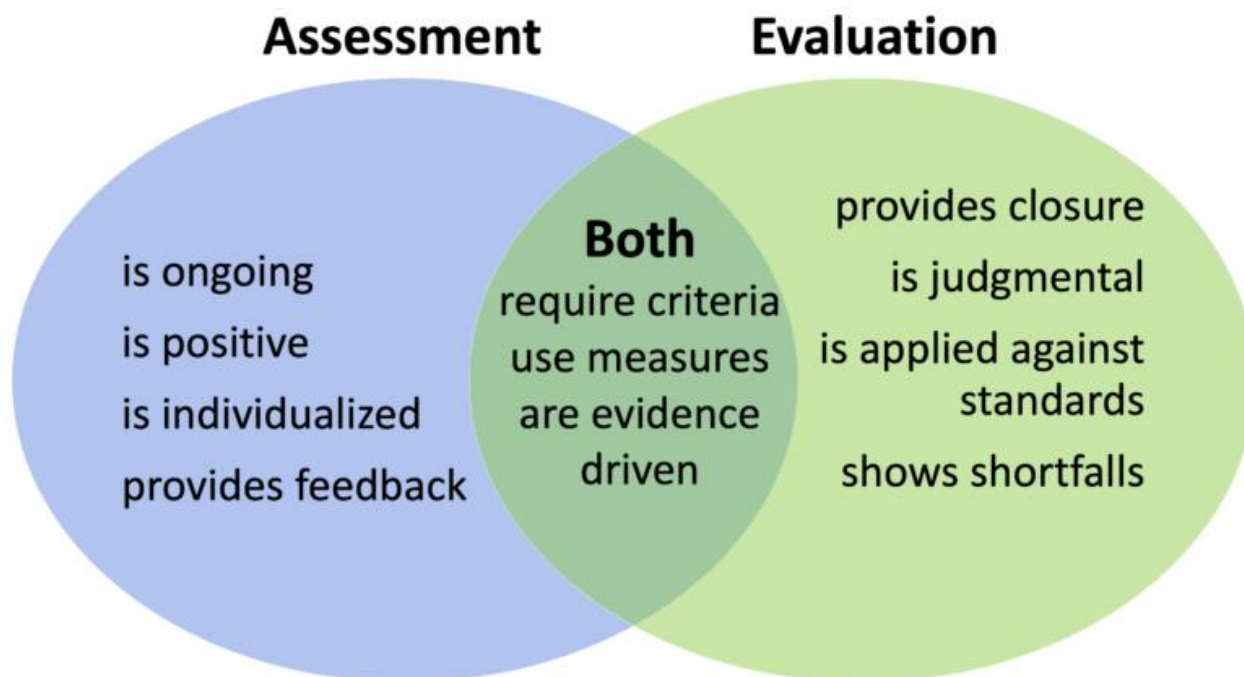 Assessment
Evaluation
is ongoing
is positive
is individualized
provides feedback
Both
require criteria
use measures
are evidence
driven
provides closure
is judgmental
is applied against
standards
shows shortfalls